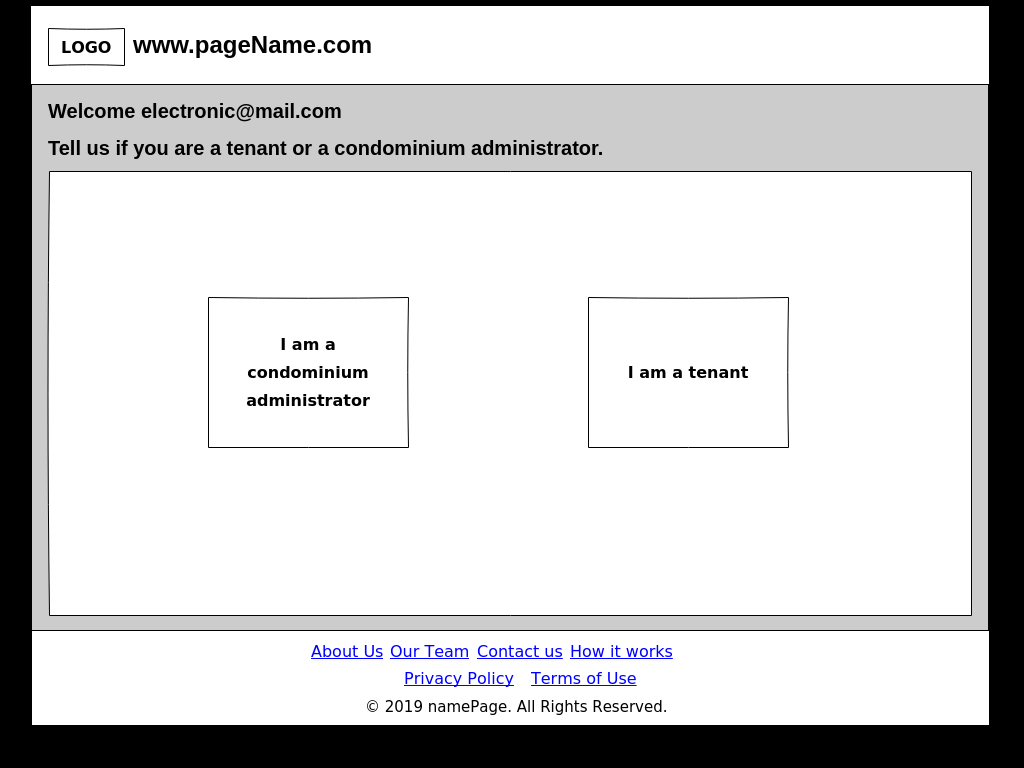 LOGO www.pageName.com
Welcome electronic@mail.com
Tell us if you are a tenant or a condominium administrator.
I am a
condominium
administrator
I am a tenant
About Us Our Team Contact us How it works
Privacy Policy Terms of Use
© 2019 namePage. All Rights Reserved.